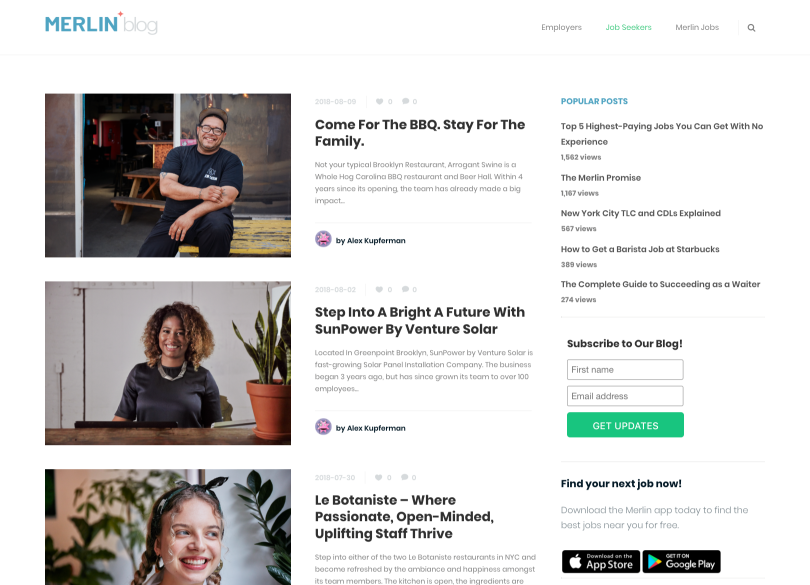 MERLIN blog
Employers
Job Seekers
Merlin Jobs
2018-08-09 0 0
Come For The BBQ. Stay For The
Family.
Not your typical Brooklyn Restaurant, Arrogant Swine is a
Whole Hog Carolina BBQ restaurant and Beer Hall. Within 4
years since its opening, the team has already made a big
impact...
by Alex Kupferman
2018-08-02 0 0
Step Into A Bright A Future With
SunPower By Venture Solar
Located In Greenpoint Brooklyn, SunPower by Venture Solar is
fast-growing Solar Panel Installation Company. The business
began 3 years ago, but has since grown its team to over 100
employees...
by Alex Kupferman
2018-07-30 0 0
Le Botaniste – Where
Passionate, Open-Minded,
Uplifting Staff Thrive
Step into either of the two Le Botaniste restaurants in NYC and
become refreshed by the ambiance and happiness amongst
its team members. The kitchen is open, the ingredients are
POPULAR POSTS
Top 5 Highest-Paying Jobs You Can Get With No
Experience
1,562 views
The Merlin Promise
1,167 views
New York City TLC and CDLs Explained
567 views
How to Get a Barista Job at Starbucks
389 views
The Complete Guide to Succeeding as a Waiter
274 views
Subscribe to Our Blog!
First name
Email address
GET UPDATES
Find your next job now!
Download the Merlin app today to find the
best jobs near you for free.
Download on the
App Store
GET IT ON
Google Play